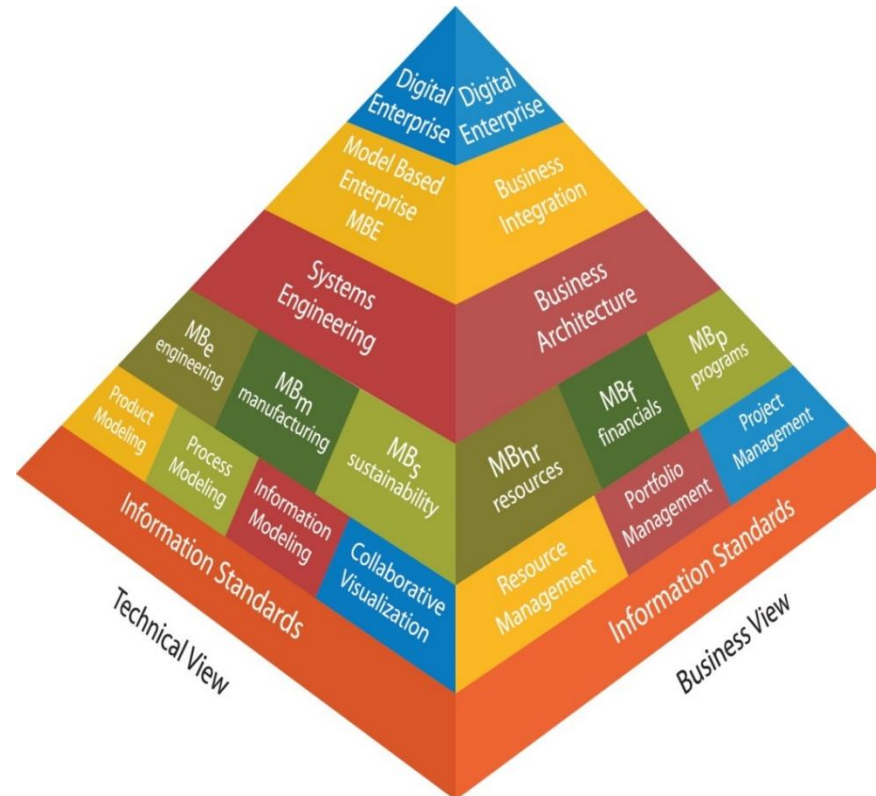 Digital
Enterprise
Digital
Enterprise
Model Based
Enterprise
MBE
Business
Integration
Systems
Engineering
Business
Architecture
MBe
engineering
MBm
manufacturing
MBs
sustainability
MBhr
resources
MBf
financials
MBp
programs
Product
Modeling
Process
Modeling
Information
Modeling
Collaborative
Visualization
Resource
Management
Portfolio
Management
Project
Management
Information Standards
Information Standards
Technical View
Business View